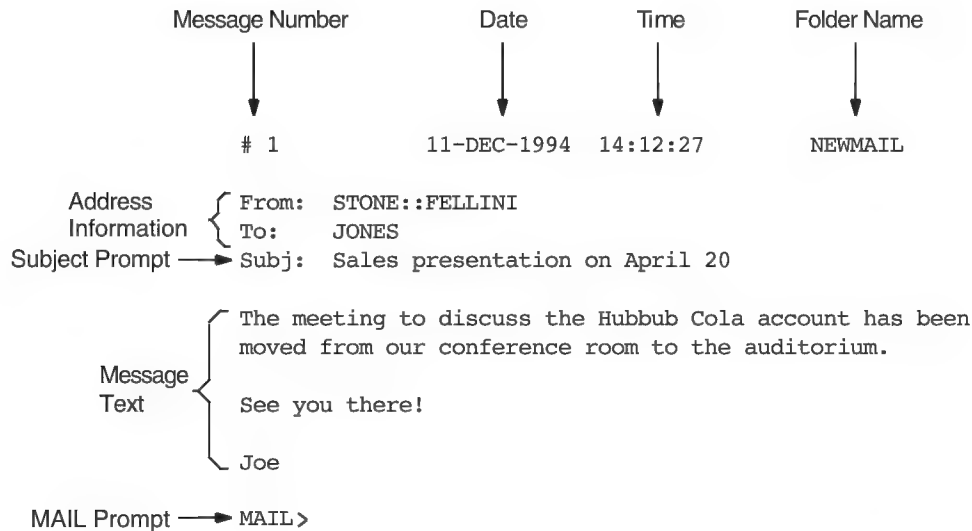 Message Number Date Time Folder Name
# 1 11-DEC-1994 14:12:27 NEWMAIL
Address
Information
From: STONE::FELLINI
To: JONES
Subject Prompt Subj: Sales presentation on April 20
The meeting to discuss the Hubbub Cola account has been
moved from our conference room to the auditorium.
Message
Text
See you there!
Joe
MAIL Prompt MAIL>